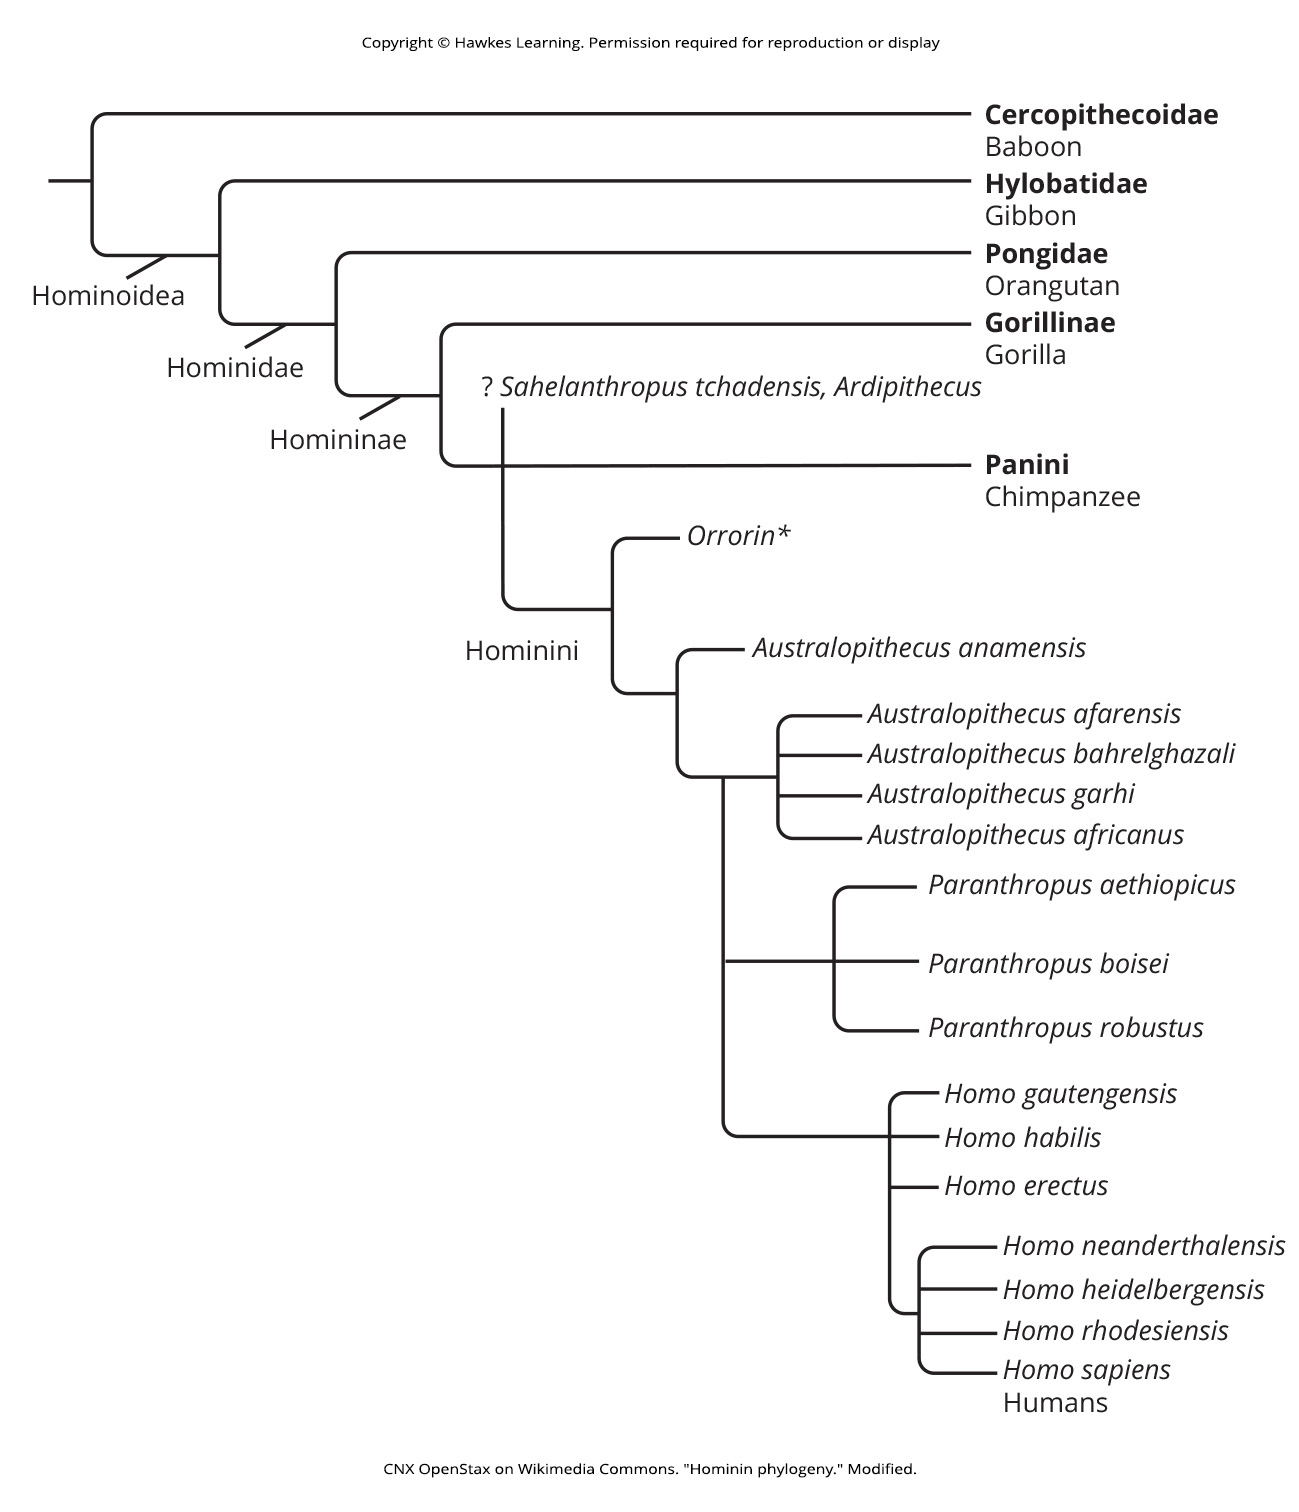 Copyright © Hawkes Learning. Permission required for reproduction or display
Cercopithecoidae
Baboon
Hylobatidae
Gibbon
Pongidae
Orangutan
Hominoidea
Gorillinae
Gorilla
Hominidae
? Sahelanthropus tchadensis, Ardipithecus
Homininae
Panini
Chimpanzee
Orrorin*
Hominini
Australopithecus anamensis
Australopithecus afarensis
Australopithecus bahrelghazali
Australopithecus garhi
Australopithecus africanus
Paranthropus aethiopicus
Paranthropus boisei
Paranthropus robustus
Homo gautengensis
Homo habilis
Homo erectus
Homo neanderthalensis
Homo heidelbergensis
Homo rhodesiensis
Homo sapiens
Humans
CNX OpenStax on Wikimedia Commons. "Hominin phylogeny." Modified.